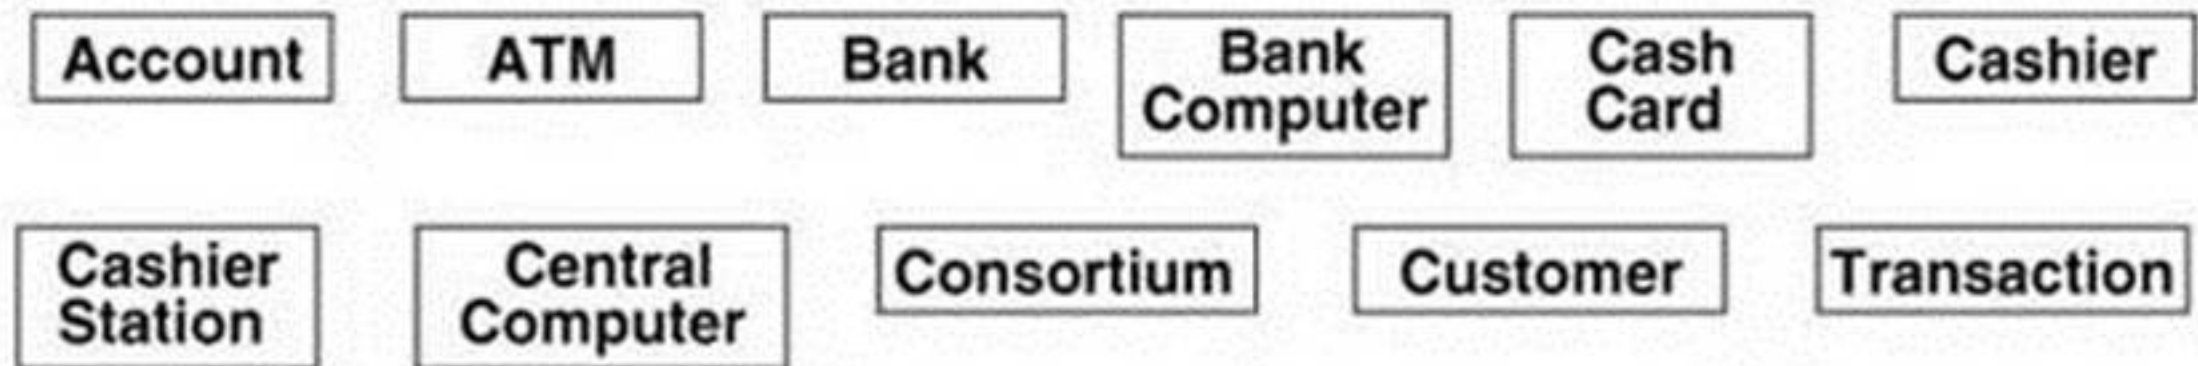 Account
ATM
Bank
Bank
Computer
Cash
Card
Cashier
Cashier
Station
Central
Computer
Consortium
Customer
Transaction